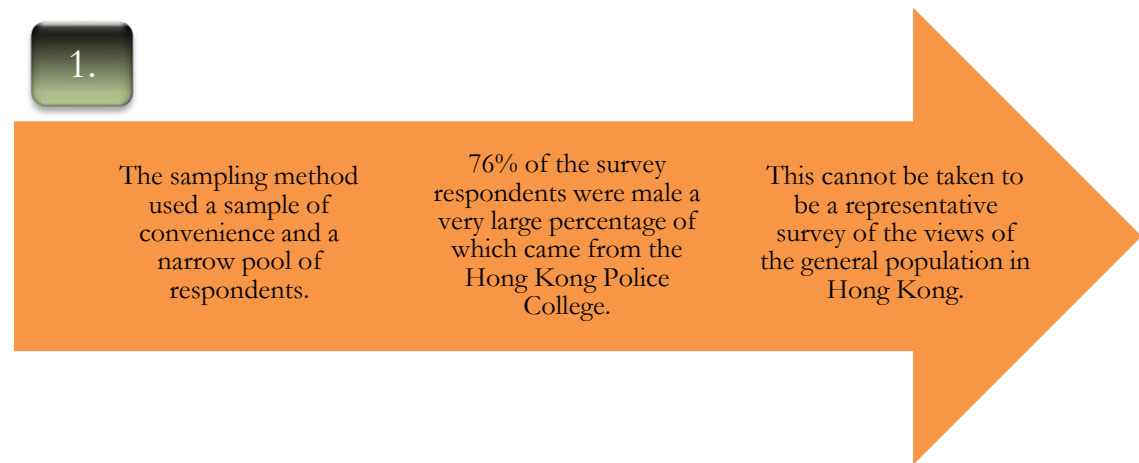 1.
The sampling method
used a sample of
convenience and a
narrow pool of
respondents.
76% of the survey
respondents were male a
very large percentage of
which came from the
Hong Kong Police
College.
This cannot be taken to
be a representative
survey of the views of
the general population in
Hong Kong.